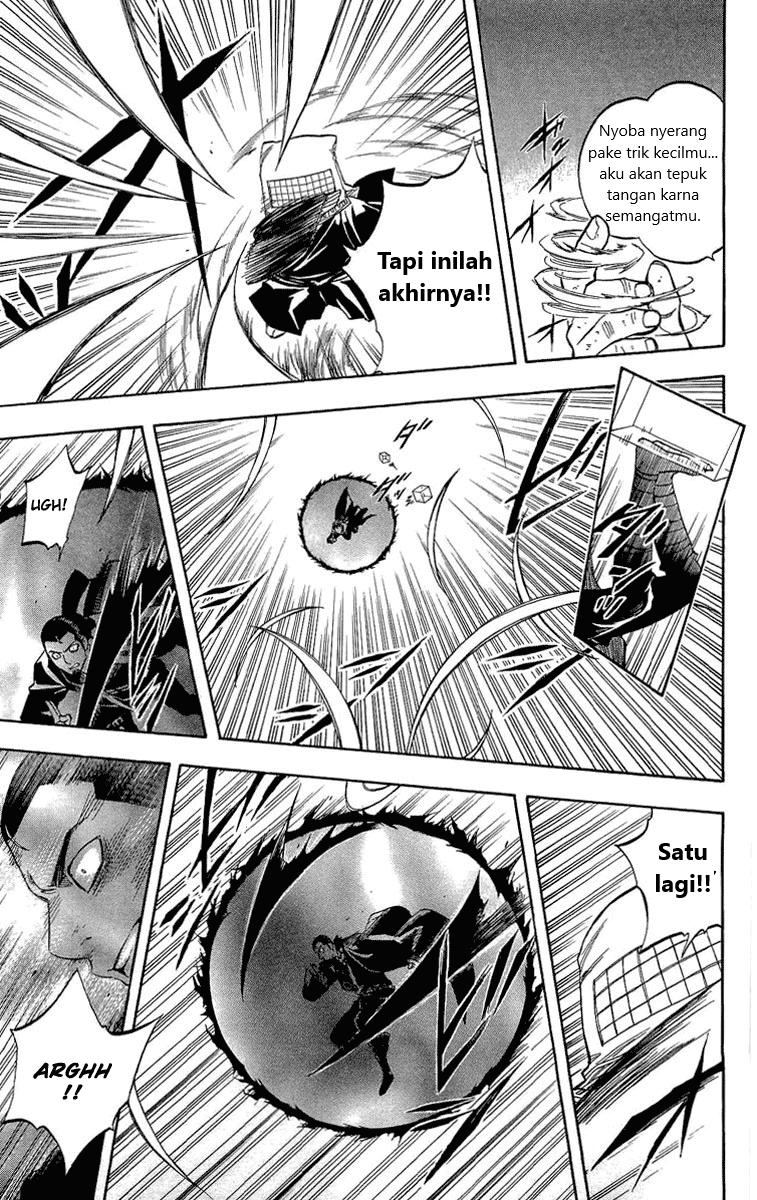 Nyoba nyerang
pake trik kecilmu...
aku akan tepuk
tangan karna
semangatmu.
Tapi inilah
akhirnya!!
UGH!
Satu
lagi!!
ARGHH
!!